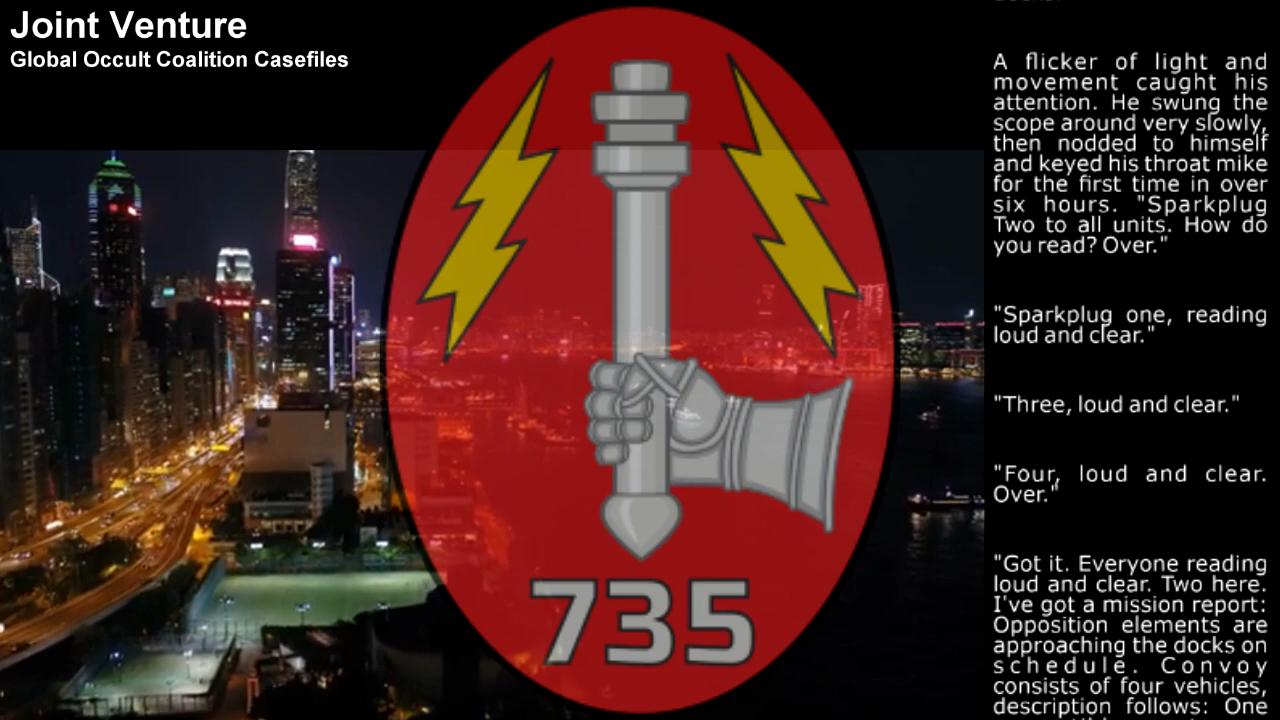 Joint Venture
Global Occult Coalition Casefiles
A flicker of light and
movement caught his
attention. He swung the
scope around very slowly,
then nodded to himself
and keyed his throat mike
for the first time in over
six hours. "Sparkplug
Two to all units. How do
you read? Over."
"Sparkplug one, reading
loud and clear."
"Three, loud and clear."
"Four, loud and clear.
Over."
"Got it. Everyone reading
loud and clear. Two here.
I've got a mission report:
Opposition elements are
approaching the docks on
schedule. Convoy
consists of four vehicles,
description follows: One
735